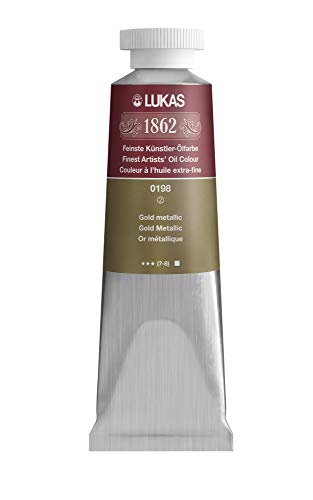 LUKAS
1862
Feinste Künstler-Ölfarbe
Finest Artists' Oil Colour
Couleur à l'huile extra-fine
0198
②
Gold metallic
Gold Metallic
Or métallique
★★★ (7-8) ■